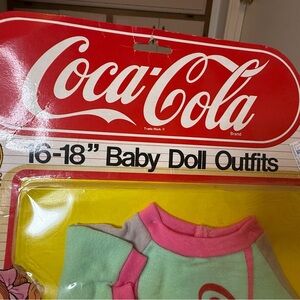 Coca-Cola
Trade Mark ®
Brand
16-18” Baby Doll Outfits